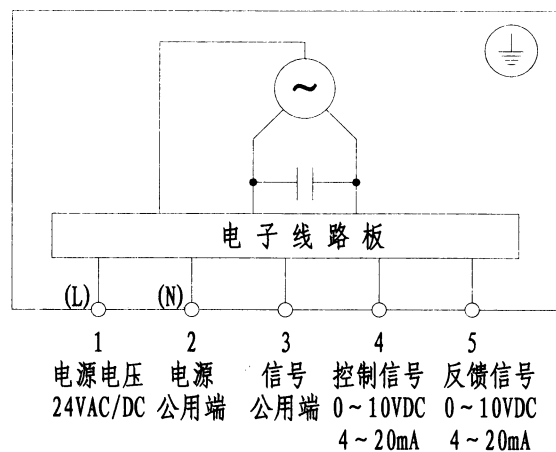 ~
电子线路板
(L) (N)
1 2 3 4 5
电源电压 电源 信号 控制信号 反馈信号
24VAC/DC 公用端 公用端 0~10VDC 0~10VDC
4~20mA 4~20mA